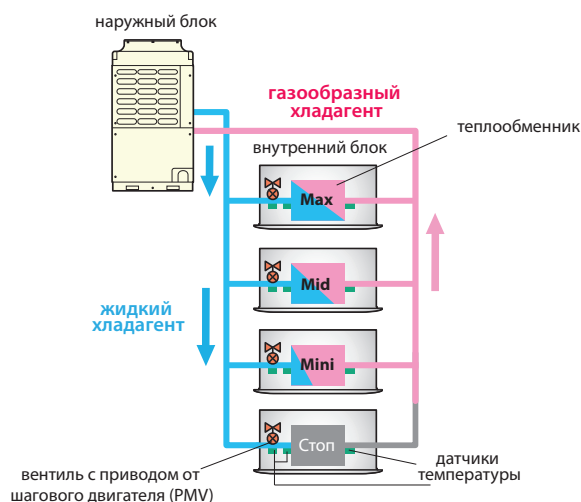 наружный блок
газообразный
хладагент
теплообменник
внутренний блок
Max
Mid
жидкий
хладагент
Mini
Стоп
вентиль с приводом от
шагового двигателя (PMV)
датчики
температуры